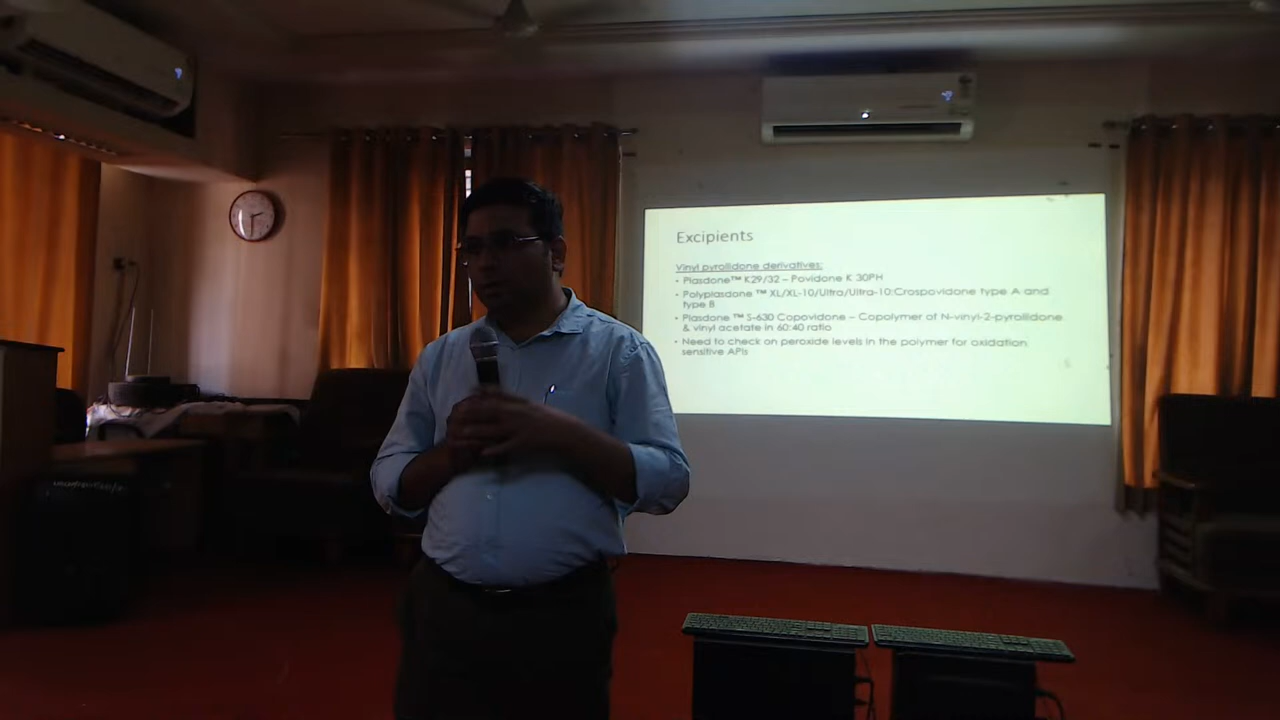 Excipients
Vinyl pyrollidone derivatives:
• Plasdone™ K29/32 – Povidone K 30PH
• Polyplasdone ™ XL/XL-10/Ultra/Ultra-10:Crospovidone type A and
type B
• Plasdone ™ S-630 Copovidone – Copolymer of N-vinyl-2-pyrollidone
& vinyl acetate in 60:40 ratio
• Need to check on peroxide levels in the polymer for oxidation
sensitive APIs